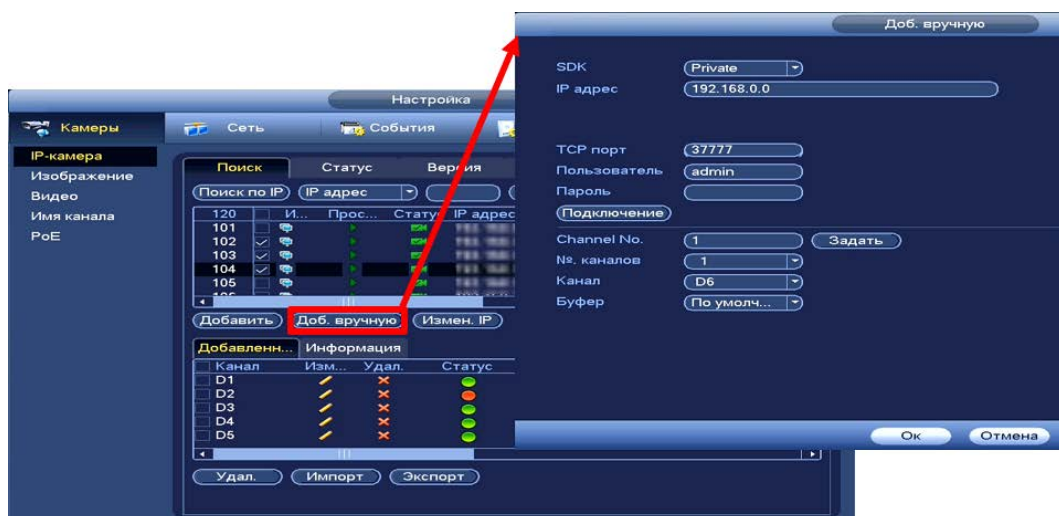 Доб. вручную
SDK Private
IP адрес 192.168.0.0
TCP порт 37777
Пользователь admin
Пароль
Подключение
Channel No. 1 Задать
№. каналов 1
Канал D6
Буфер По умолч...
Ок Отмена
Настройка
Камеры Сеть События
IP-камера
Изображение
Видео
Имя канала
PoE
Поиск Статус Версия
Поиск по IP IP адрес
120 И... Прос... Статус IP адрес
101
102
103
104
105
Добавить Доб. вручную Измен. IP
Добавленн... Информация
Канал Изм... Удал. Статус
D1
D2
D3
D4
D5
Удал. Импорт Экспорт